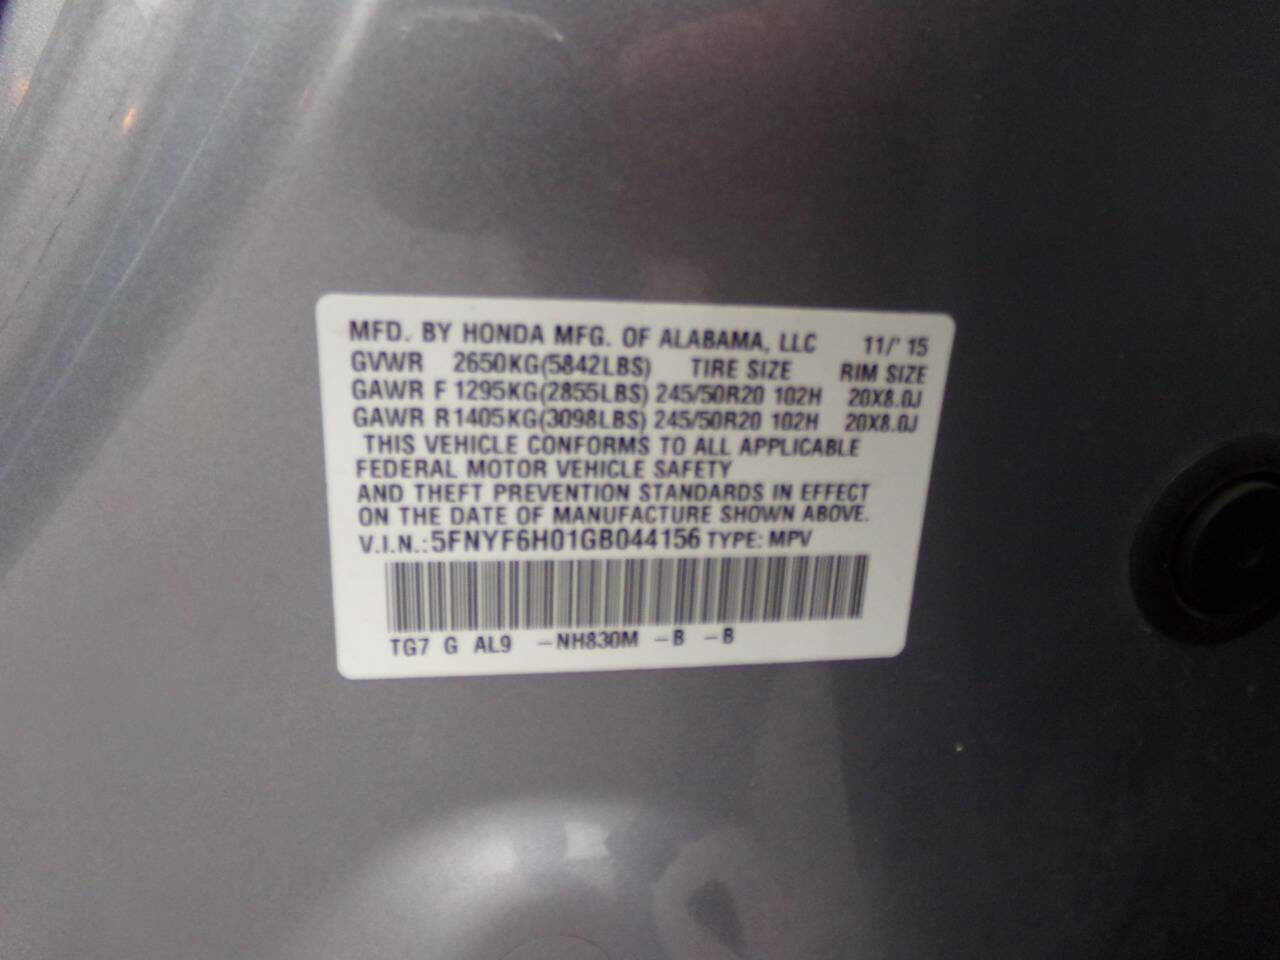 MFD. BY HONDA MFG. OF ALABAMA, LLC 11/' 15
GVWR 2650KG(5842LBS) TIRE SIZE RIM SIZE
GAWR F 1295KG(2855LBS) 245/50R20 102H 20X8.0J
GAWR R1405KG(3098LBS) 245/50R20 102H 20X8.0J
THIS VEHICLE CONFORMS TO ALL APPLICABLE
FEDERAL MOTOR VEHICLE SAFETY
AND THEFT PREVENTION STANDARDS IN EFFECT
ON THE DATE OF MANUFACTURE SHOWN ABOVE.
V.I.N.:5FNYF6H01GB044156 TYPE: MPV
TG7 G AL9 -NH830M -B -B